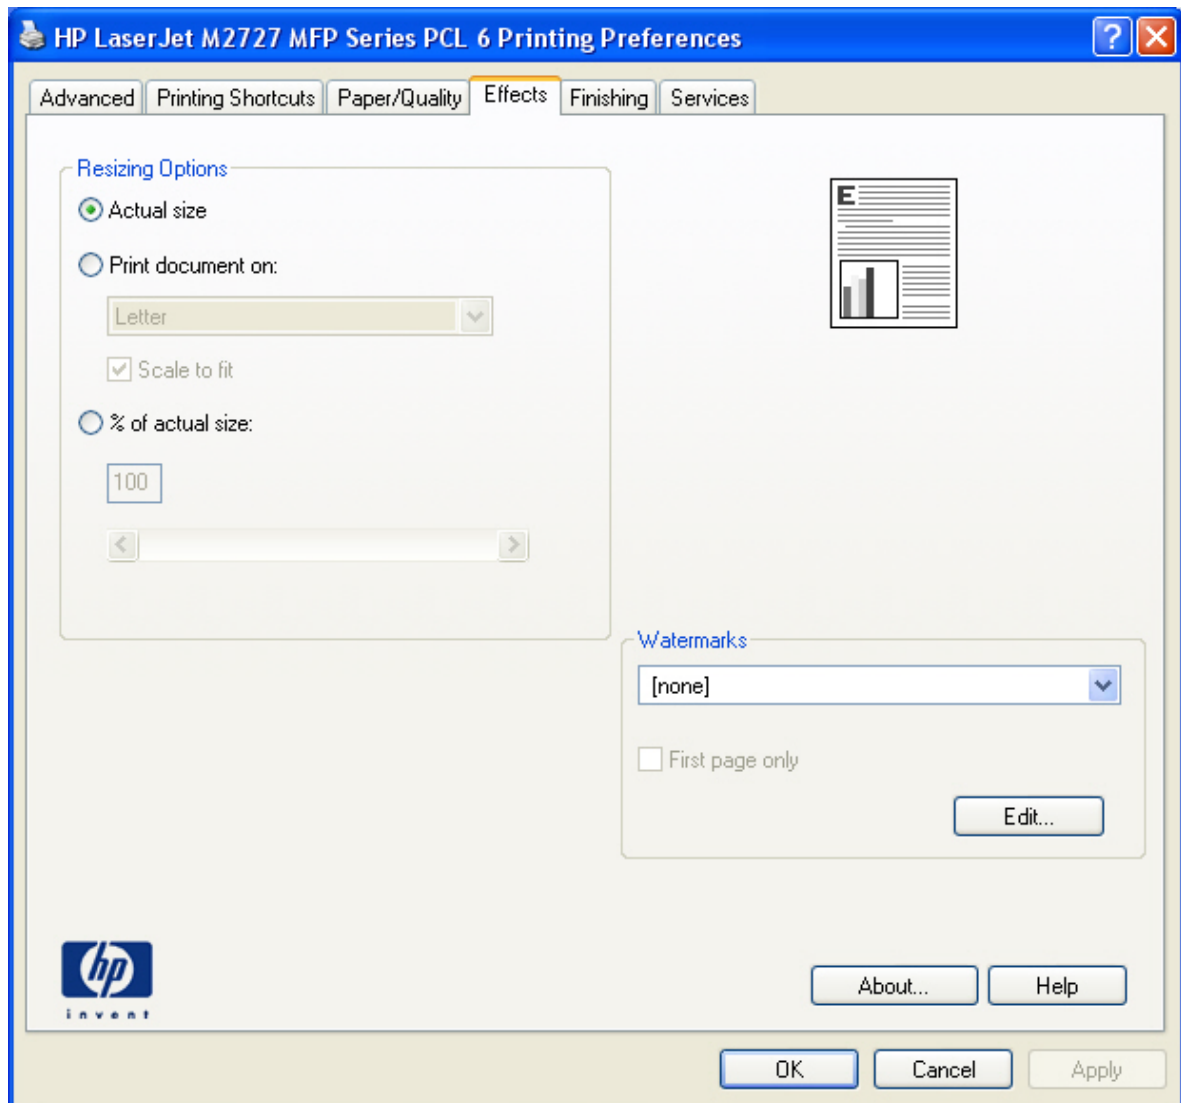 HP LaserJet M2727 MFP Series PCL 6 Printing Preferences
Advanced Printing Shortcuts Paper/Quality Effects Finishing Services
Resizing Options
Actual size
Print document on:
Letter
Scale to fit
% of actual size:
100
E
Watermarks
[none]
First page only
Edit...
hp
invent
About... Help
OK Cancel Apply